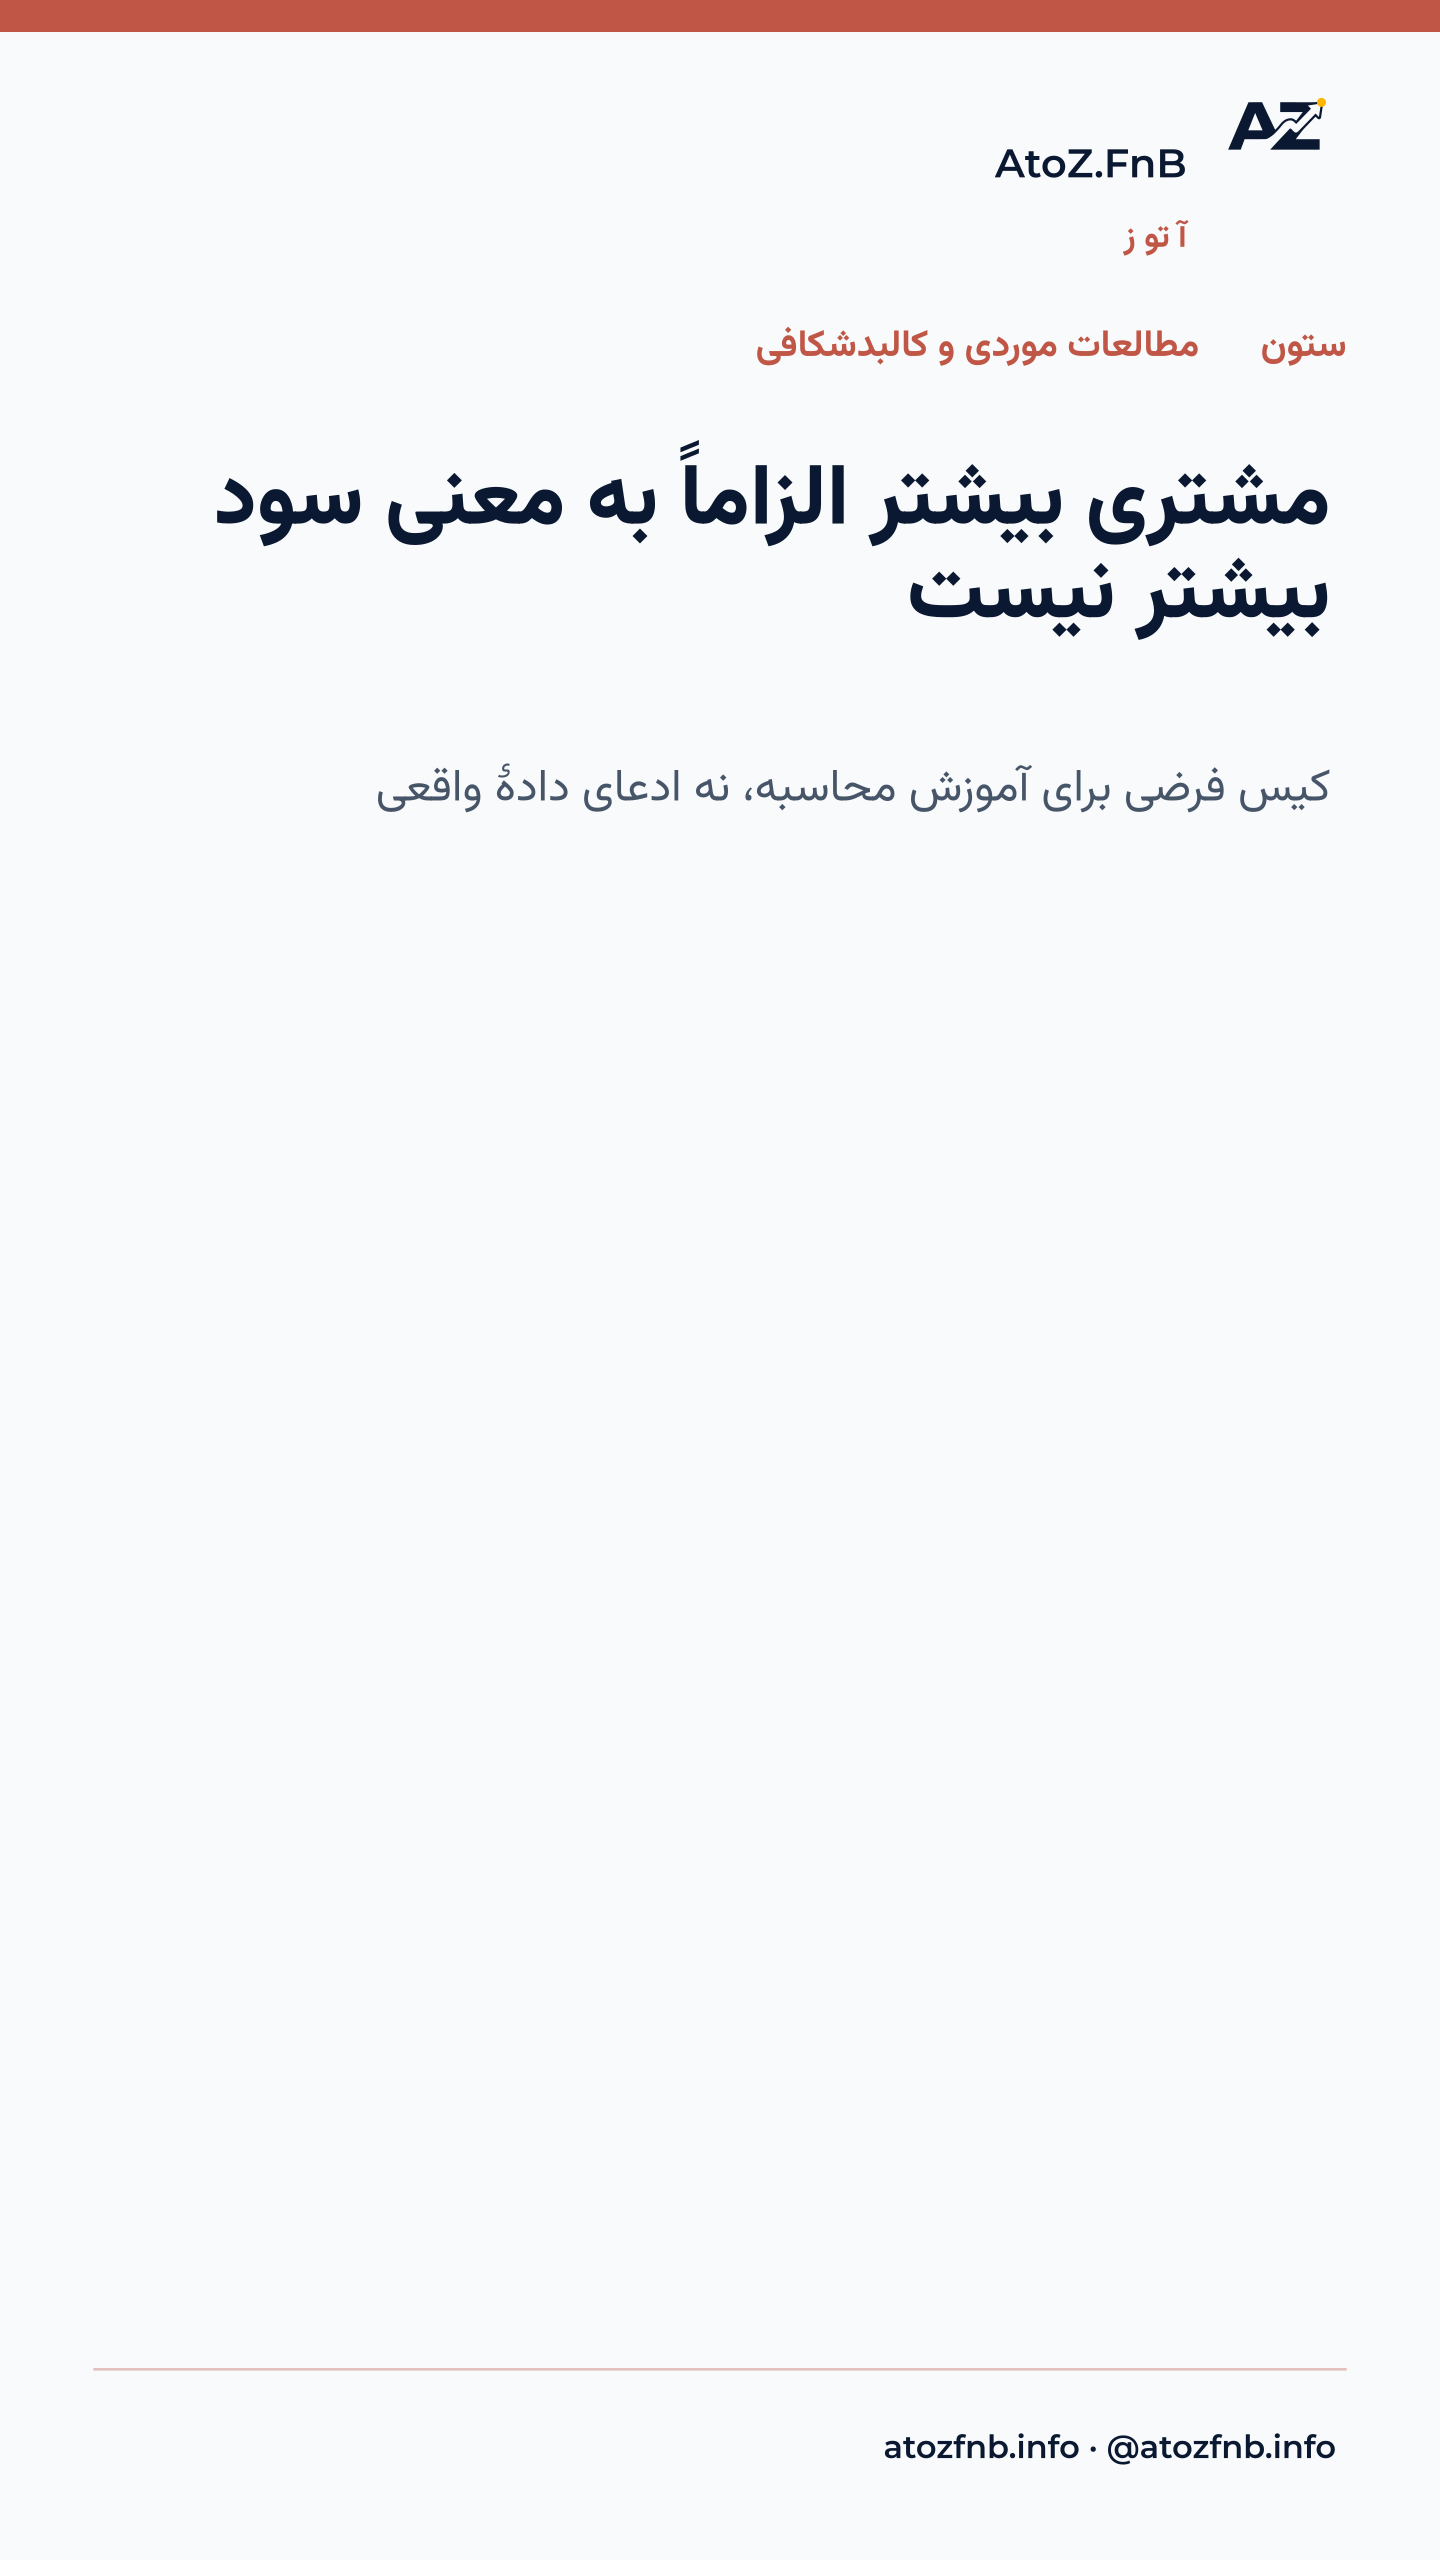 AZ
AtoZ.FnB
آ تو ز
ستون مطالعات موردی و کالبدشکافی
مشتری بیشتر الزاماً به معنی سود
بیشتر نیست
کیس فرضی برای آموزش محاسبه، نه ادعای دادهٔ واقعی
atozfnb.info · @atozfnb.info